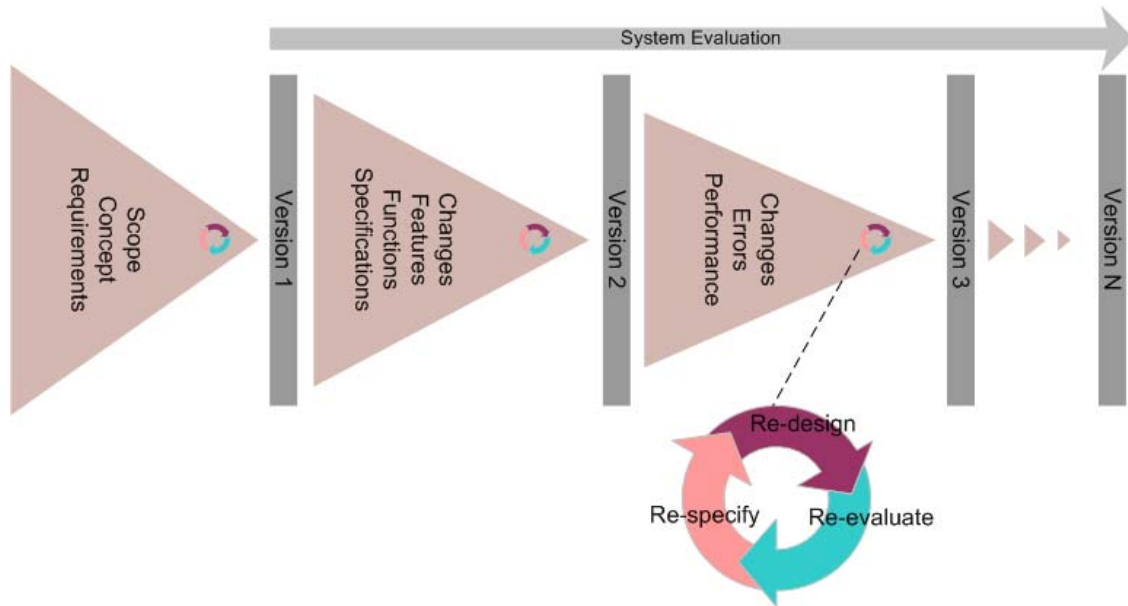 System Evaluation
Scope
Concept
Requirements
Version 1
Changes
Features
Functions
Specifications
Version 2
Changes
Errors
Performance
Version 3
Version N
Re-design
Re-specify
Re-evaluate